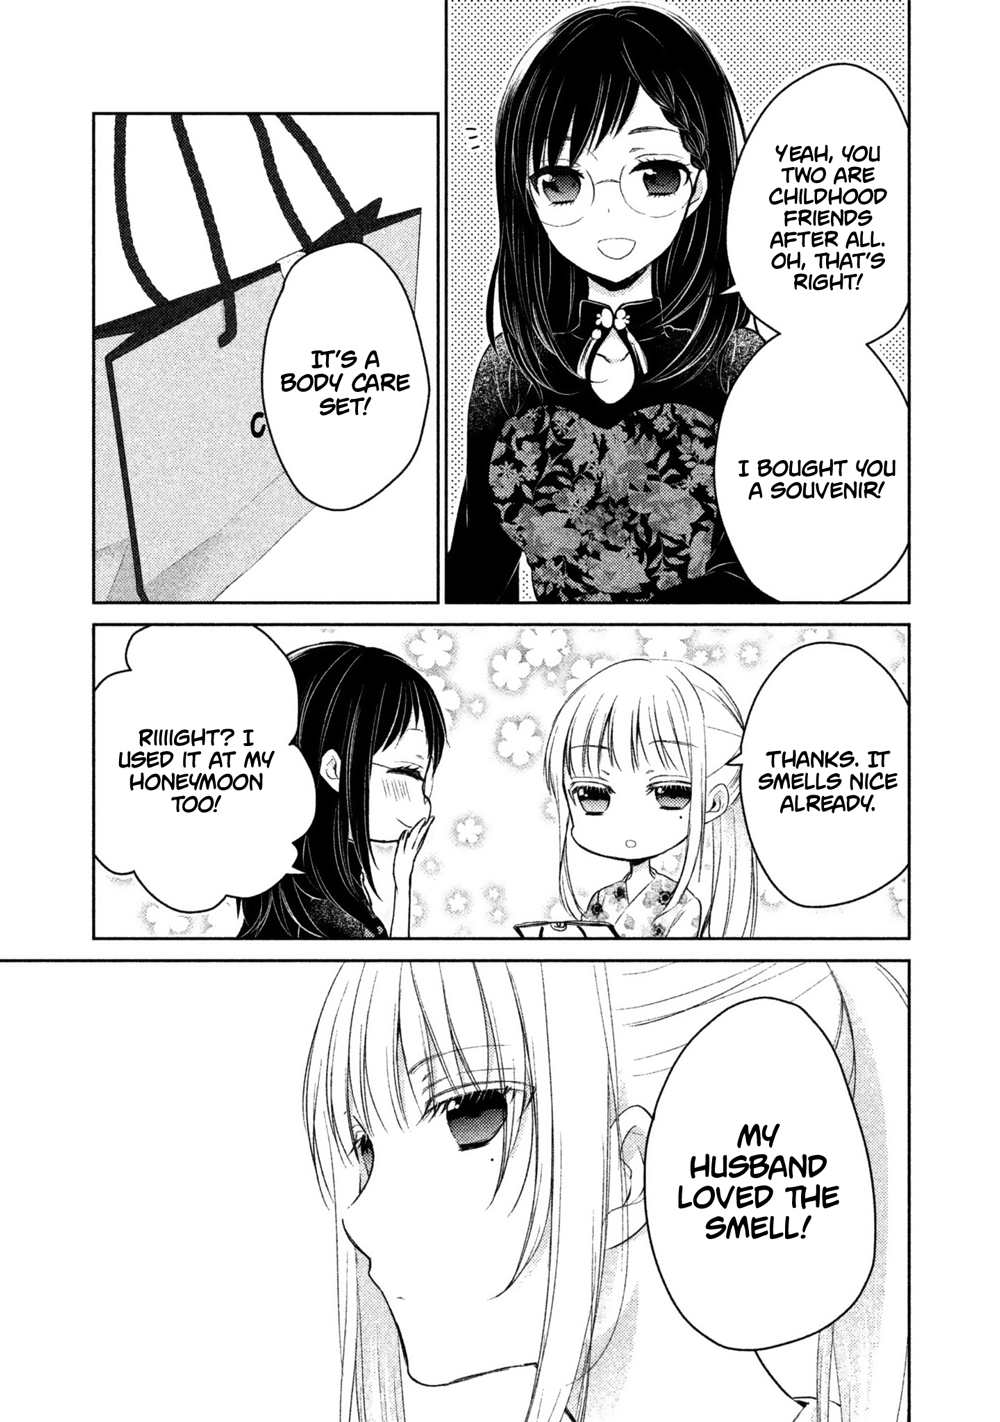 YEAH, YOU
TWO ARE
CHILDHOOD
FRIENDS
AFTER ALL.
OH, THAT'S
RIGHT!
I BOUGHT YOU
A SOUVENIR!
IT'S A
BODY CARE
SET!
C
THANKS. IT
SMELLS NICE
ALREADY.
RIIIIGHT? I
USED IT AT MY
HONEYMOON
TOO!
MY
HUSBAND
LOVED THE
SMELL!